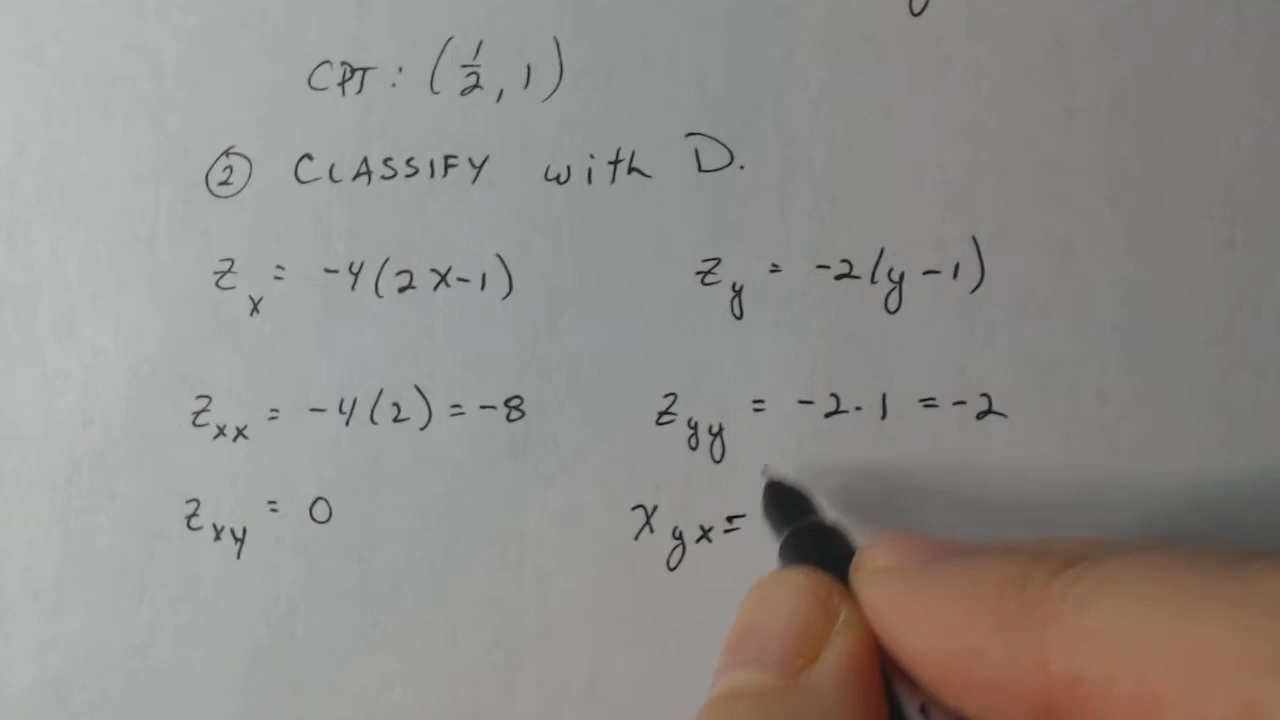 CPT: (1/2, 1)
② CLASSIFY with D.
z_x = -4(2x-1) z_y = -2(y-1)
z_xx = -4(2) = -8 z_yy = -2·1 = -2
z_xy = 0 x_yx =